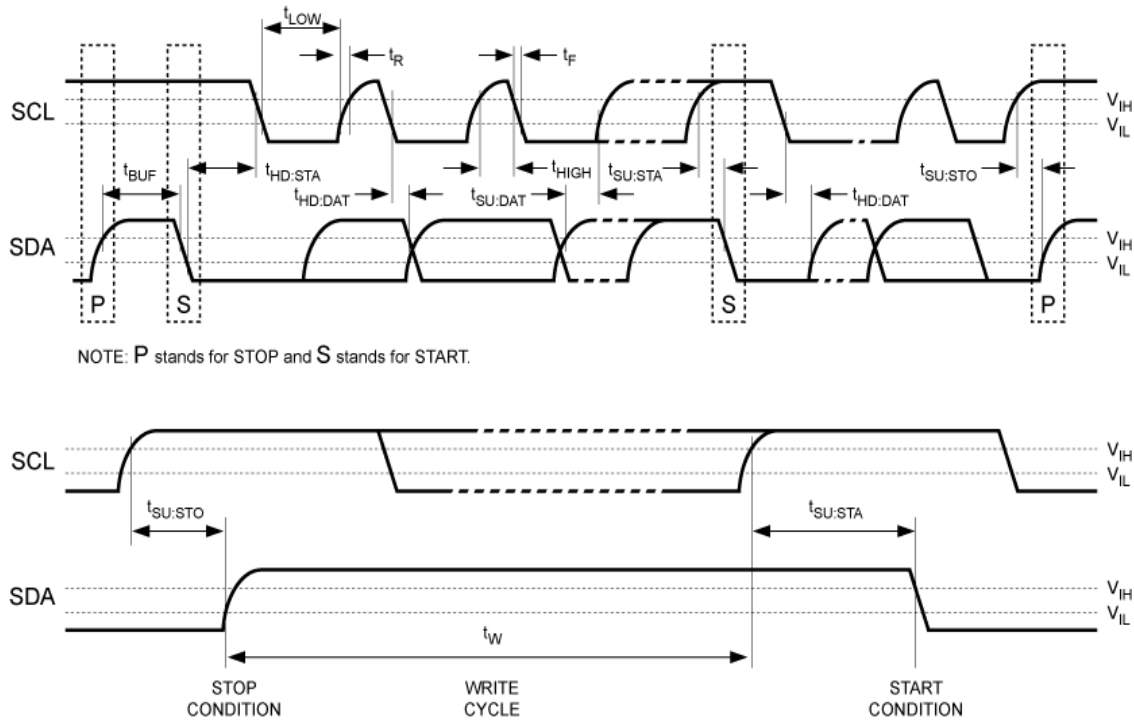 tLOW
tR
tF
SCL
VIH
VIL
tBUF
tHD:STA
tHD:DAT
tSU:DAT
tHIGH
tSU:STA
tHD:DAT
tSU:STO
SDA
VIH
VIL
P
S
S
P
NOTE: P stands for STOP and S stands for START.
SCL
VIH
VIL
tSU:STO
tSU:STA
SDA
VIH
VIL
tW
STOP
CONDITION
WRITE
CYCLE
START
CONDITION